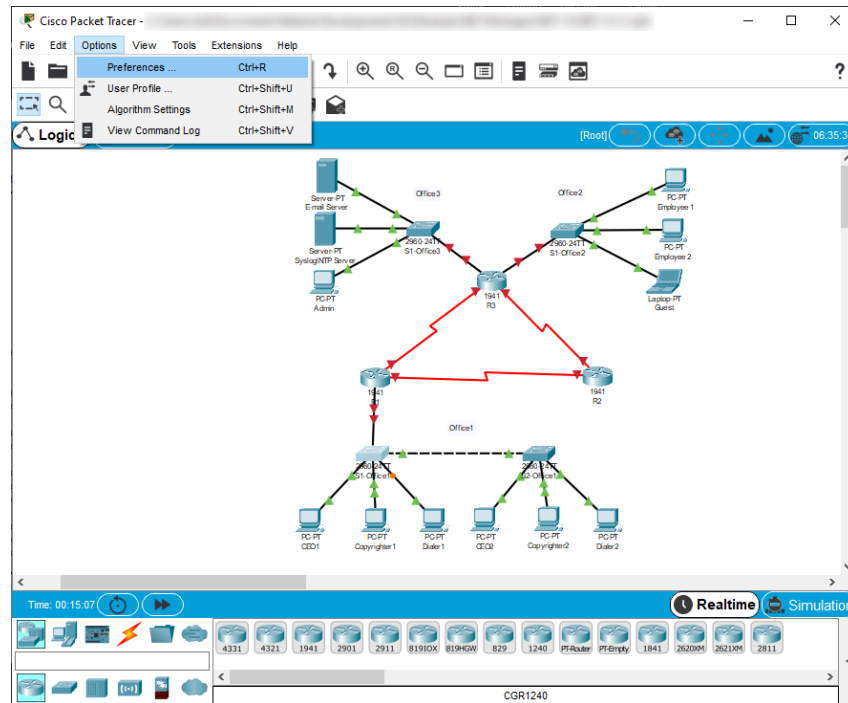 Cisco Packet Tracer -
File Edit Options View Tools Extensions Help
Preferences ... Ctrl+R
User Profile ... Ctrl+Shift+U
Algorithm Settings Ctrl+Shift+M
View Command Log Ctrl+Shift+V
?
Logic
[Root]
06:35:3
Server-PT
E-mail Server
Office3
Office2
PC-PT
Employee 1
2960-24TT
S1-Office3
2960-24TT
S1-Office2
Server-PT
Syslog\NTP Server
PC-PT
Employee 2
PC-PT
Admin
1941
R3
Laptop-PT
Guest
1941
R1
1941
R2
Office1
2960-24TT
S1-Office1
2960-24TT
S2-Office1
PC-PT
CEO1
PC-PT
Copyrighter1
PC-PT
Dialer1
PC-PT
CEO2
PC-PT
Copyrighter2
PC-PT
Dialer2
Time: 00:15:07
Realtime
Simulation
4331 4321 1941 2901 2911 819IOX 819HGW 829 1240 PT-Router PT-Empty 1841 2620XM 2621XM 2811
CGR1240